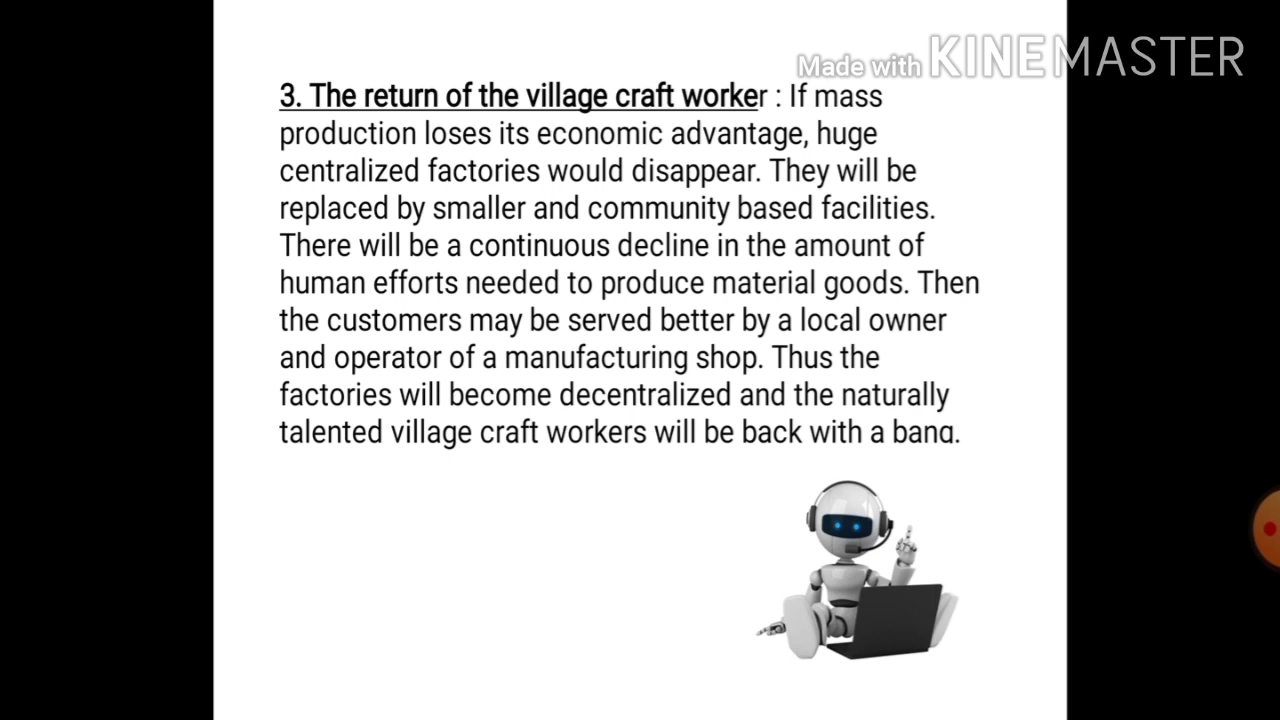 Made with KINEMASTER
3. The return of the village craft worker : If mass
production loses its economic advantage, huge
centralized factories would disappear. They will be
replaced by smaller and community based facilities.
There will be a continuous decline in the amount of
human efforts needed to produce material goods. Then
the customers may be served better by a local owner
and operator of a manufacturing shop. Thus the
factories will become decentralized and the naturally
talented village craft workers will be back with a bang.